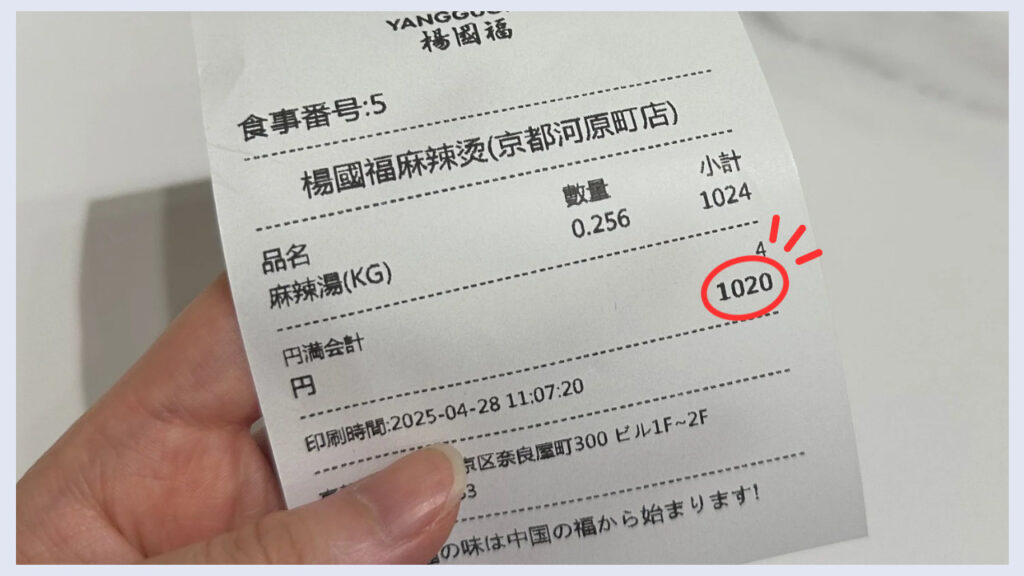 楊國福
食事番号:5
楊國福麻辣烫(京都河原町店)
品名 數量 小計
麻辣湯(KG) 0.256 1024
円満会計 4
円 1020
印刷時間:2025-04-28 11:07:20
京区奈良屋町300 ビル1F~2F
の味は中国の福から始まります!